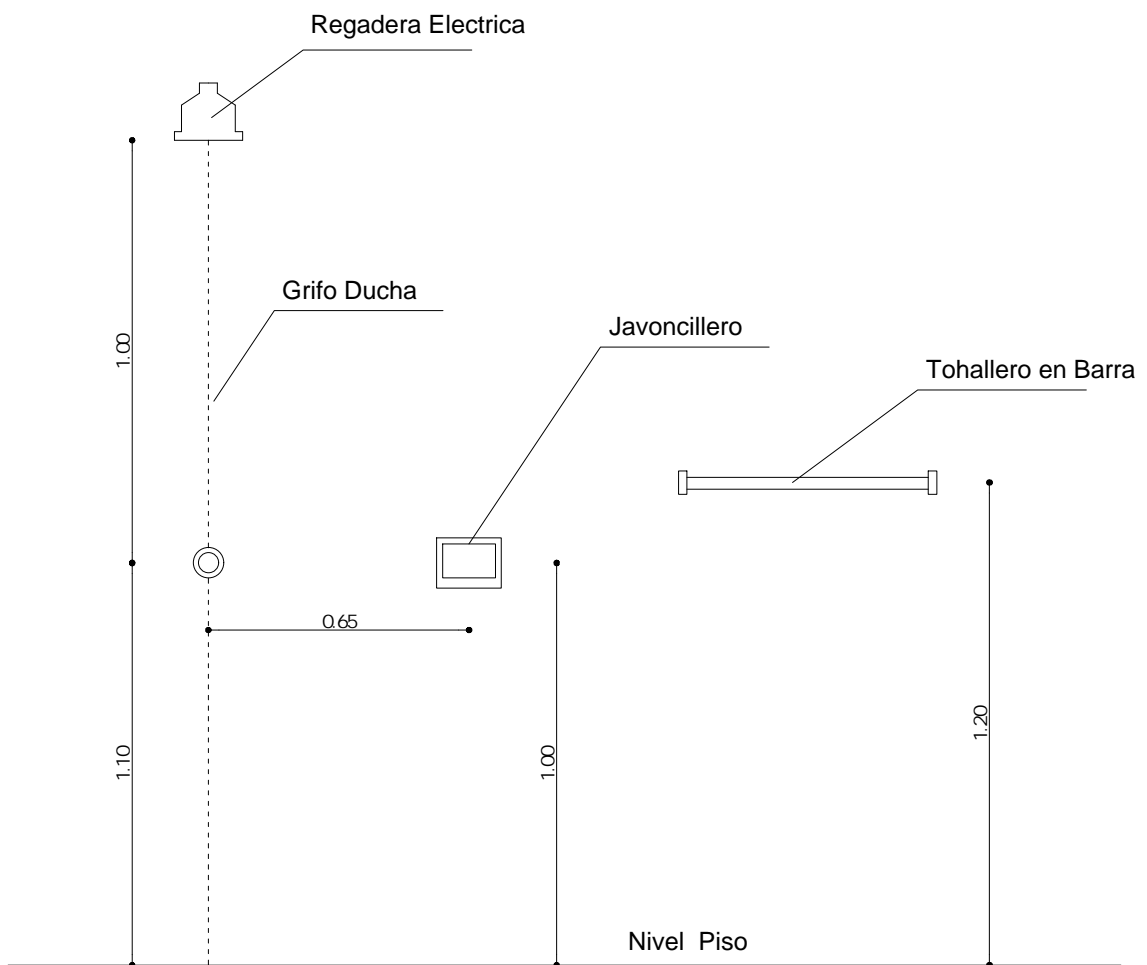 Regadera Electrica
Grifo Ducha
Javoncillero
1.00
Tohallero en Barra
0.65
1.20
1.10
1.00
Nivel Piso